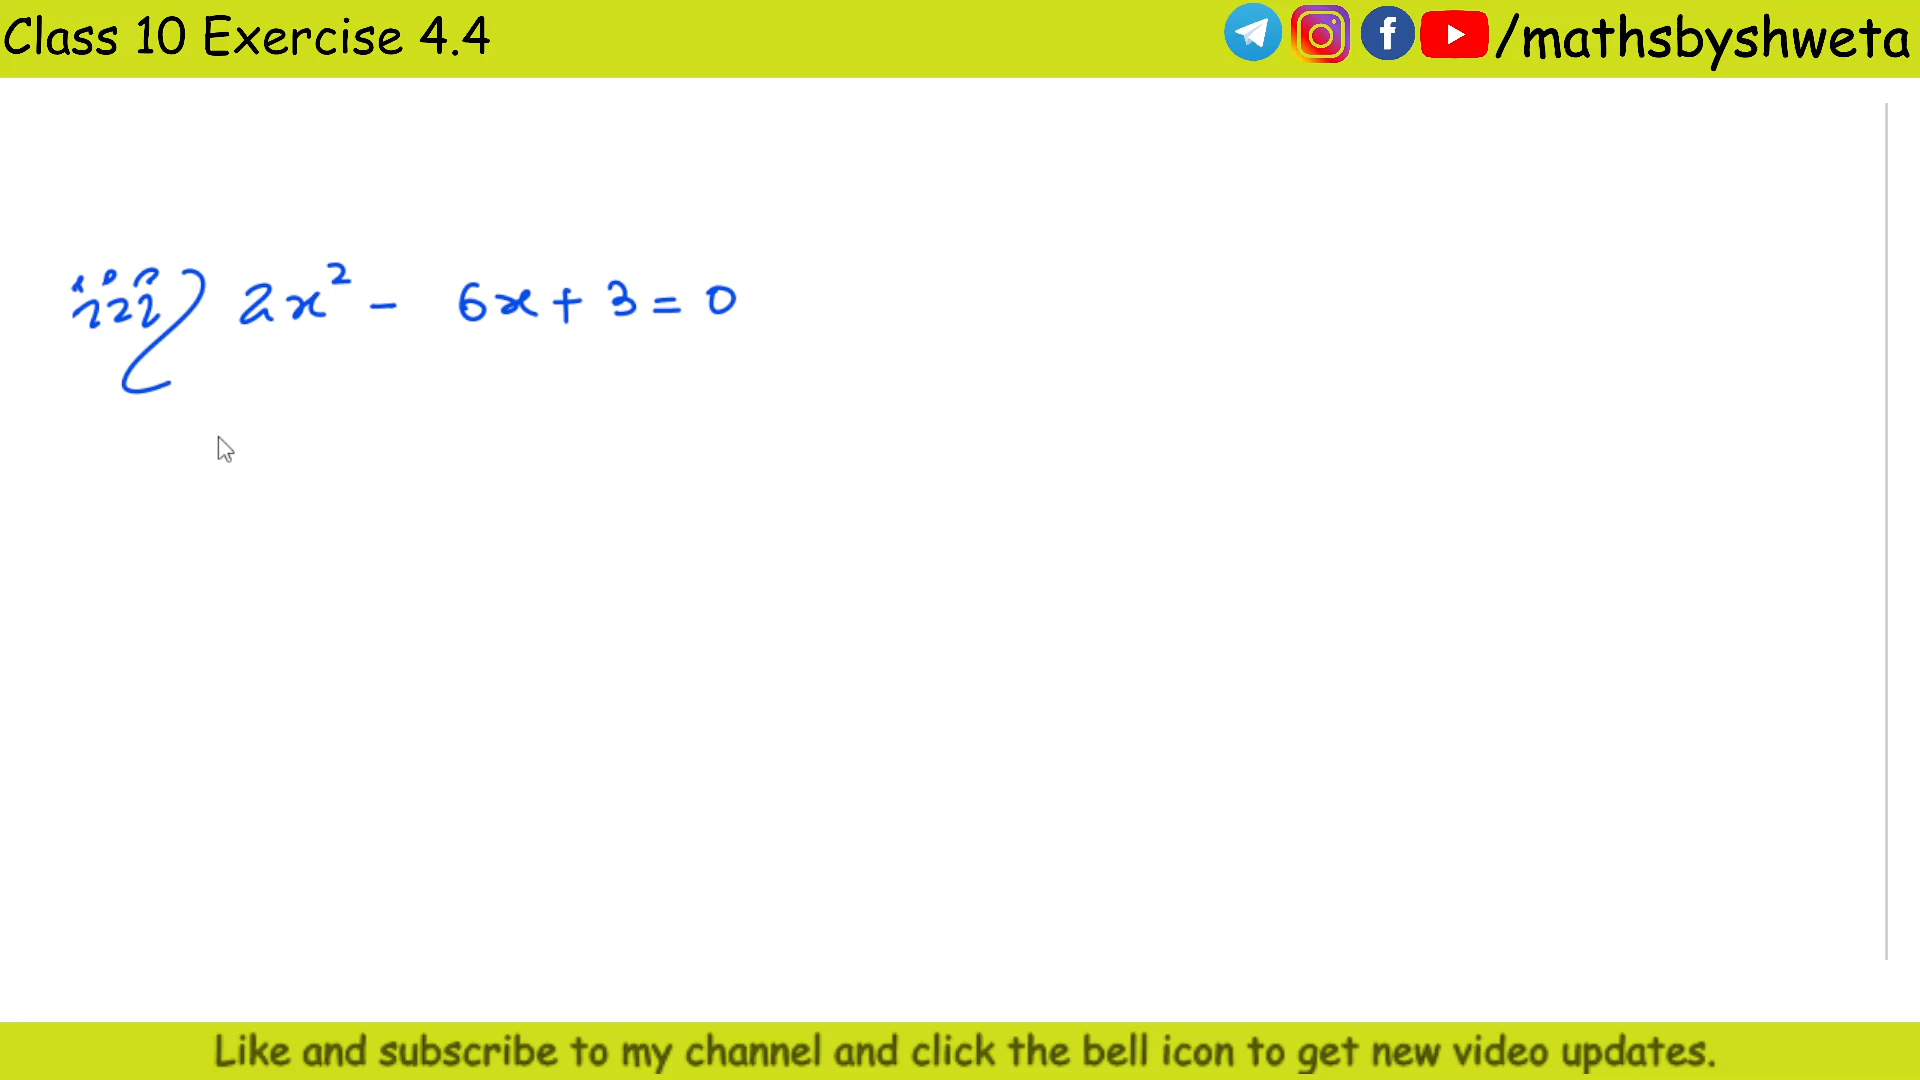 Class 10 Exercise 4.4
/mathsbyshweta
iii) 2x² - 6x + 3 = 0
Like and subscribe to my channel and click the bell icon to get new video updates.